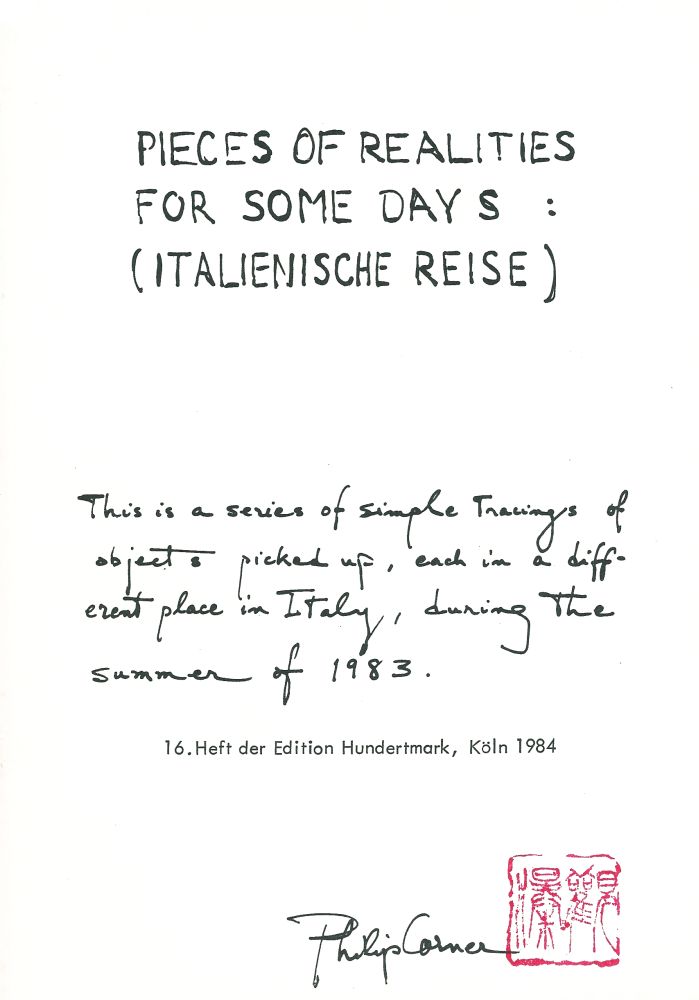 PIECES OF REALITIES
FOR SOME DAYS :
(ITALIENISCHE REISE)
This is a series of simple Tracings of
objects picked up, each in a diff-
erent place in Italy, during The
summer of 1983.
16.Heft der Edition Hundertmark, Köln 1984
Philip Corner
觀瀑